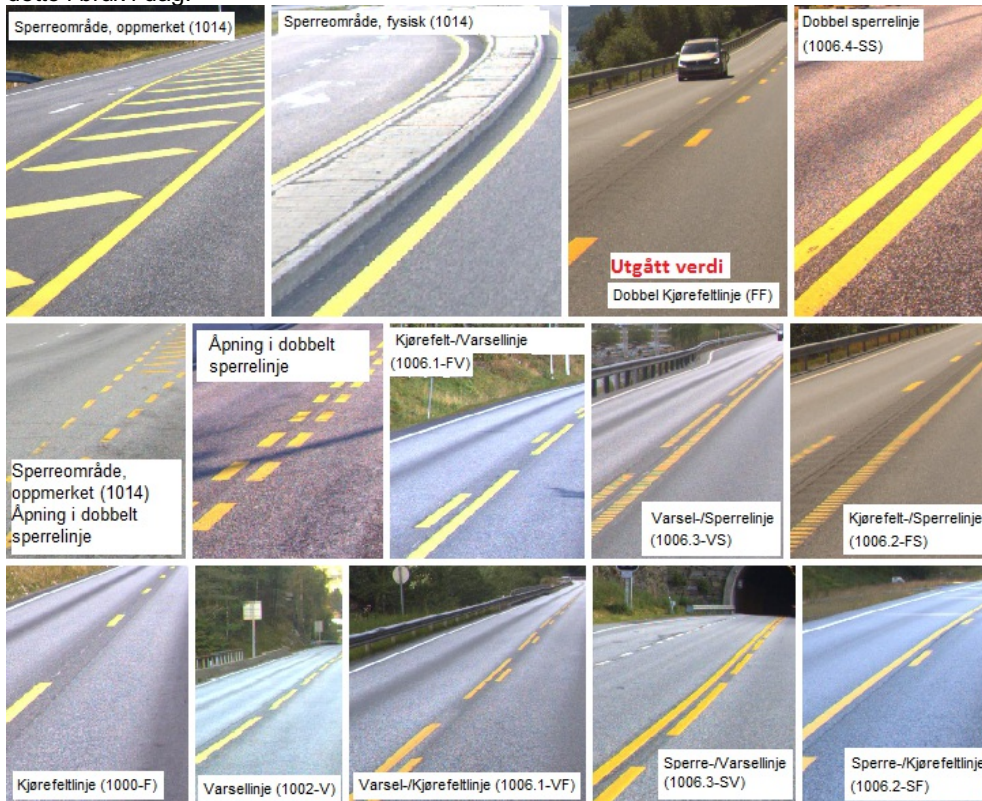 Sperreområde, oppmerket (1014)
Sperreområde, fysisk (1014)
Utgått verdi
Dobbel Kjørefeltlinje (FF)
Dobbel sperrelinje
(1006.4-SS)
Sperreområde,
oppmerket (1014)
Åpning i dobbelt
sperrelinje
Åpning i dobbelt
sperrelinje
Kjørefelt-/Varsellinje
(1006.1-FV)
Varsel-/Sperrelinje
(1006.3-VS)
Kjørefelt-/Sperrelinje
(1006.2-FS)
Kjørefeltlinje (1000-F)
Varsellinje (1002-V)
Varsel-/Kjørefeltlinje (1006.1-VF)
Sperre-/Varsellinje
(1006.3-SV)
Sperre-/Kjørefeltlinje
(1006.2-SF)